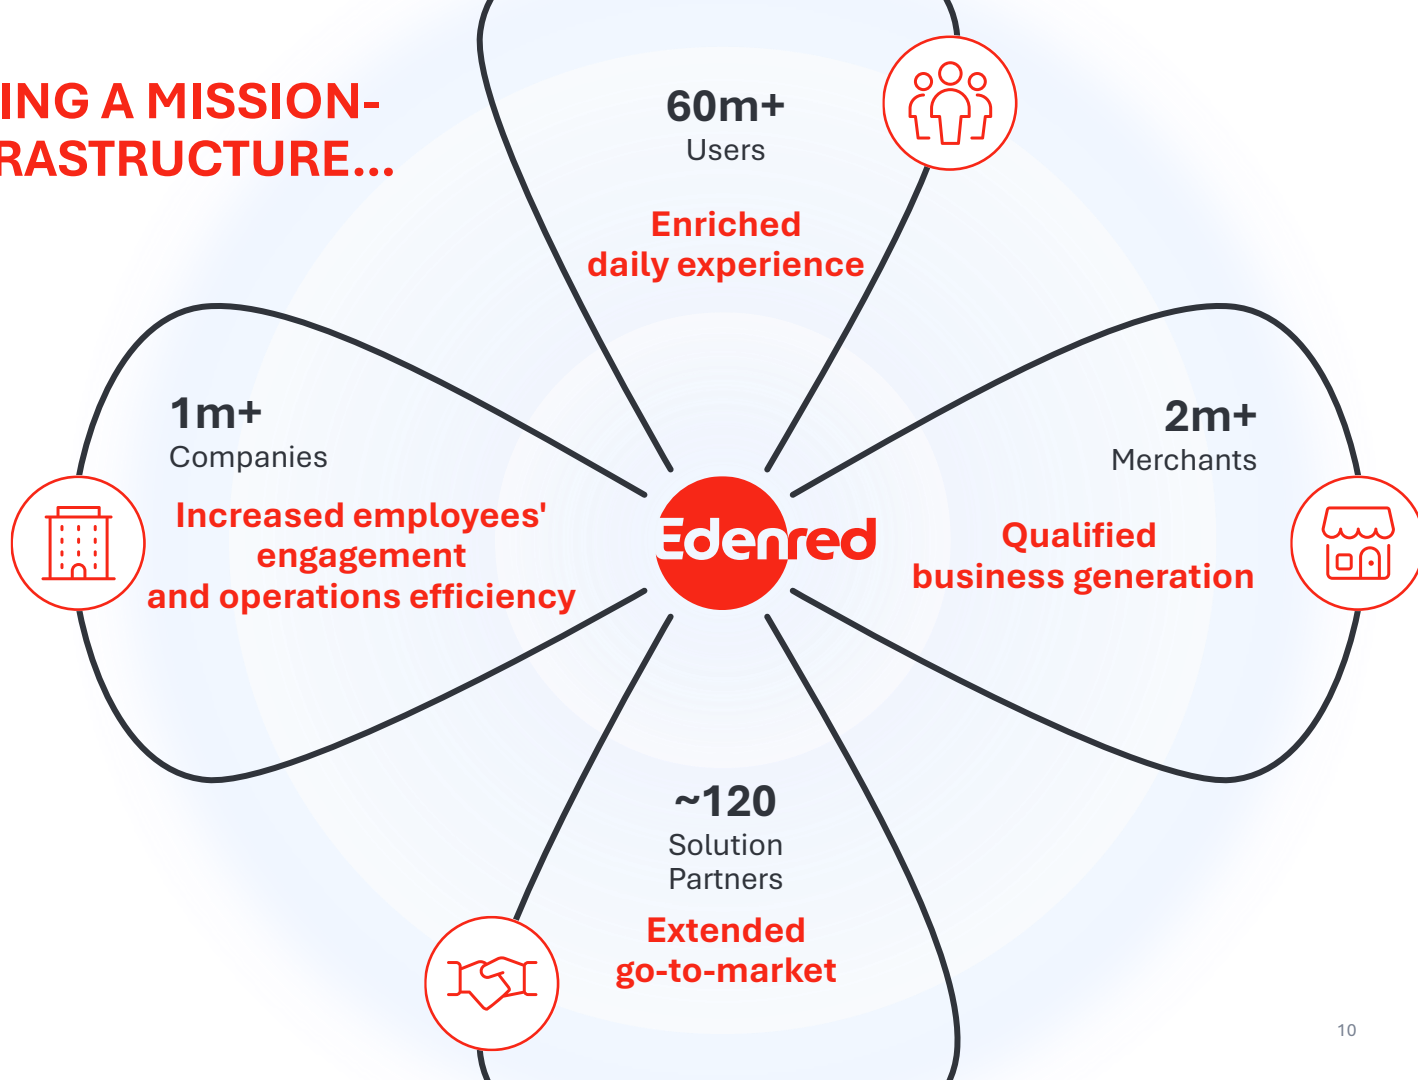 ING A MISSION-
RASTRUCTURE...
60m+
Users
Enriched
daily experience
1m+
Companies
Increased employees'
engagement
and operations efficiency
Edenred
2m+
Merchants
Qualified
business generation
~120
Solution
Partners
Extended
go-to-market
10